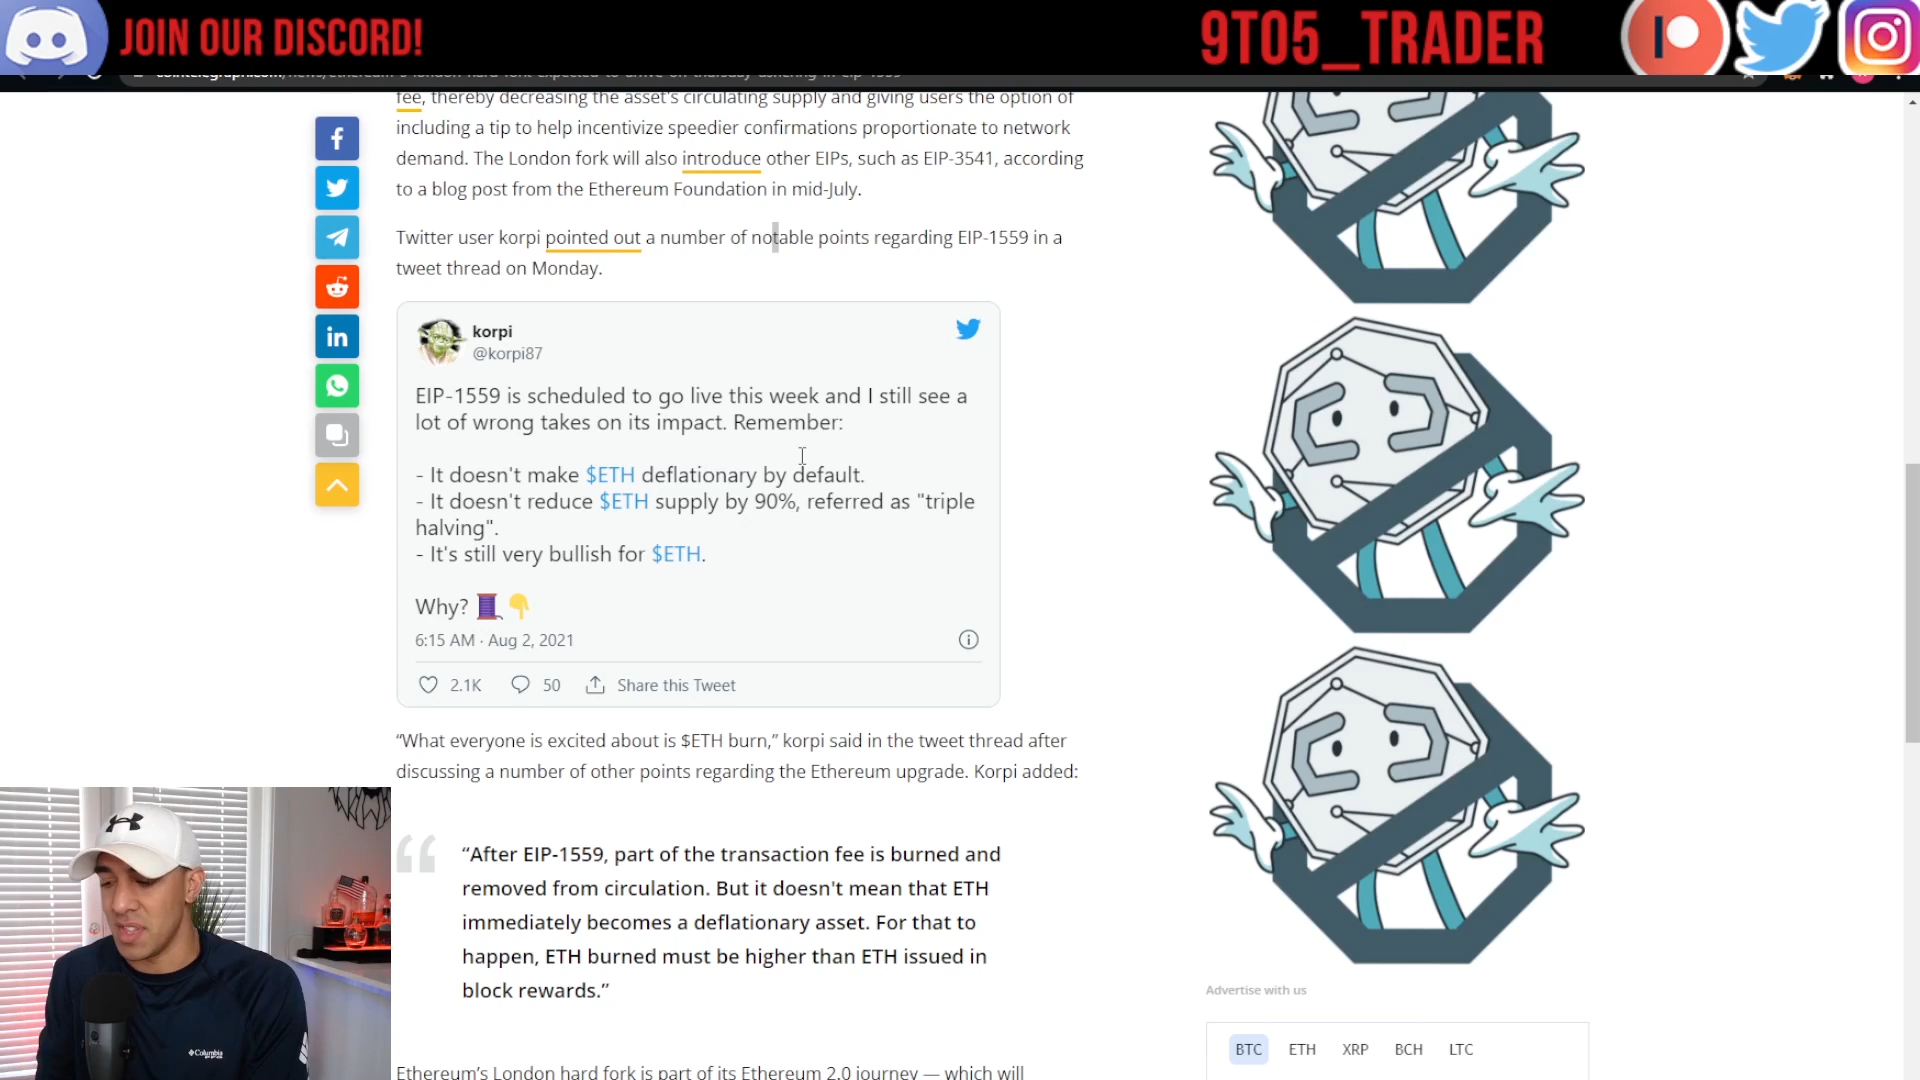 JOIN OUR DISCORD!
9TO5_TRADER
fee, thereby decreasing the asset's circulating supply and giving users the option of
including a tip to help incentivize speedier confirmations proportionate to network
demand. The London fork will also introduce other EIPs, such as EIP-3541, according
to a blog post from the Ethereum Foundation in mid-July.
Twitter user korpi pointed out a number of notable points regarding EIP-1559 in a
tweet thread on Monday.
korpi
@korpi87
EIP-1559 is scheduled to go live this week and I still see a
lot of wrong takes on its impact. Remember:
- It doesn't make $ETH deflationary by default.
- It doesn't reduce $ETH supply by 90%, referred as "triple
halving".
- It's still very bullish for $ETH.
Why?
6:15 AM · Aug 2, 2021
2.1K 50 Share this Tweet
“What everyone is excited about is $ETH burn,” korpi said in the tweet thread after
discussing a number of other points regarding the Ethereum upgrade. Korpi added:
“After EIP-1559, part of the transaction fee is burned and
removed from circulation. But it doesn't mean that ETH
immediately becomes a deflationary asset. For that to
happen, ETH burned must be higher than ETH issued in
block rewards.”
Ethereum’s London hard fork is part of its Ethereum 2.0 journey — which will
Advertise with us
BTC ETH XRP BCH LTC
Columbia